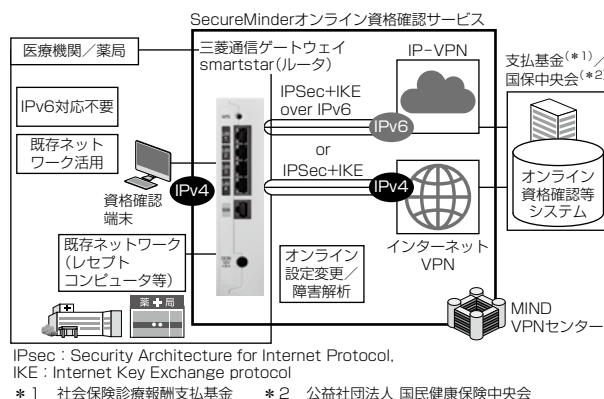 SecureMinderオンライン資格確認サービス
医療機関／薬局
三菱通信ゲートウェイ
smartstar（ルータ）
IP-VPN
支払基金(＊1)／
国保中央会(＊2)
IPv6対応不要
既存ネット
ワーク活用
IPSec+IKE
over IPv6
IPv6
or
IPSec+IKE
IPv4
IPv4
資格確認
端末
オンライン
資格確認等
システム
既存ネットワーク
（レセプト
コンピュータ等）
オンライン
設定変更／
障害解析
インターネット
VPN
薬局
MIND
VPNセンター
IPsec：Security Architecture for Internet Protocol,
IKE：Internet Key Exchange protocol
＊1　社会保険診療報酬支払基金　＊2　公益社団法人 国民健康保険中央会